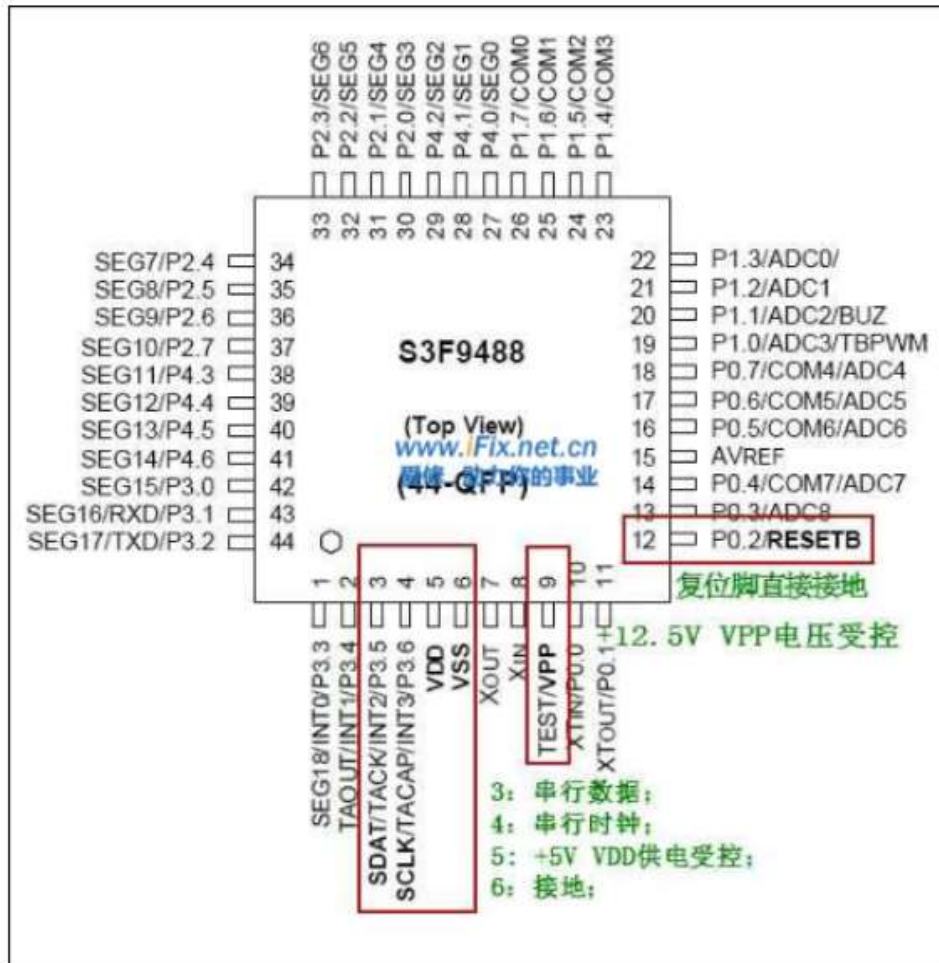 P2.3/SEG6
P2.2/SEG5
P2.1/SEG4
P2.0/SEG3
P4.2/SEG2
P4.1/SEG1
P4.0/SEG0
P1.7/COM0
P1.6/COM1
P1.5/COM2
P1.4/COM3
33 32 31 30 29 28 27 26 25 24 23
SEG7/P2.4 34
SEG8/P2.5 35
SEG9/P2.6 36
SEG10/P2.7 37
SEG11/P4.3 38
SEG12/P4.4 39
SEG13/P4.5 40
SEG14/P4.6 41
SEG15/P3.0 42
SEG16/RXD/P3.1 43
SEG17/TXD/P3.2 44
S3F9488
(Top View)
www.iFix.net.cn
动力你的事业
(44-QFP)
22 P1.3/ADC0/
21 P1.2/ADC1
20 P1.1/ADC2/BUZ
19 P1.0/ADC3/TBPWM
18 P0.7/COM4/ADC4
17 P0.6/COM5/ADC5
16 P0.5/COM6/ADC6
15 AVREF
14 P0.4/COM7/ADC7
13 P0.3/ADC8
12 P0.2/RESETB
复位脚直接接地
1 2 3 4 5 6 7 8 9 10 11
+12.5V VPP电压受控
SEG18/INT0/P3.3
TAOUT/INT1/P3.4
SDAT/TACK/INT2/P3.5
SCLK/TACAP/INT3/P3.6
VDD
VSS
XOUT
XIN
TEST/VPP
XTIN/P0.0
XTOUT/P0.1
3: 串行数据;
4: 串行时钟;
5: +5V VDD供电受控;
6: 接地;